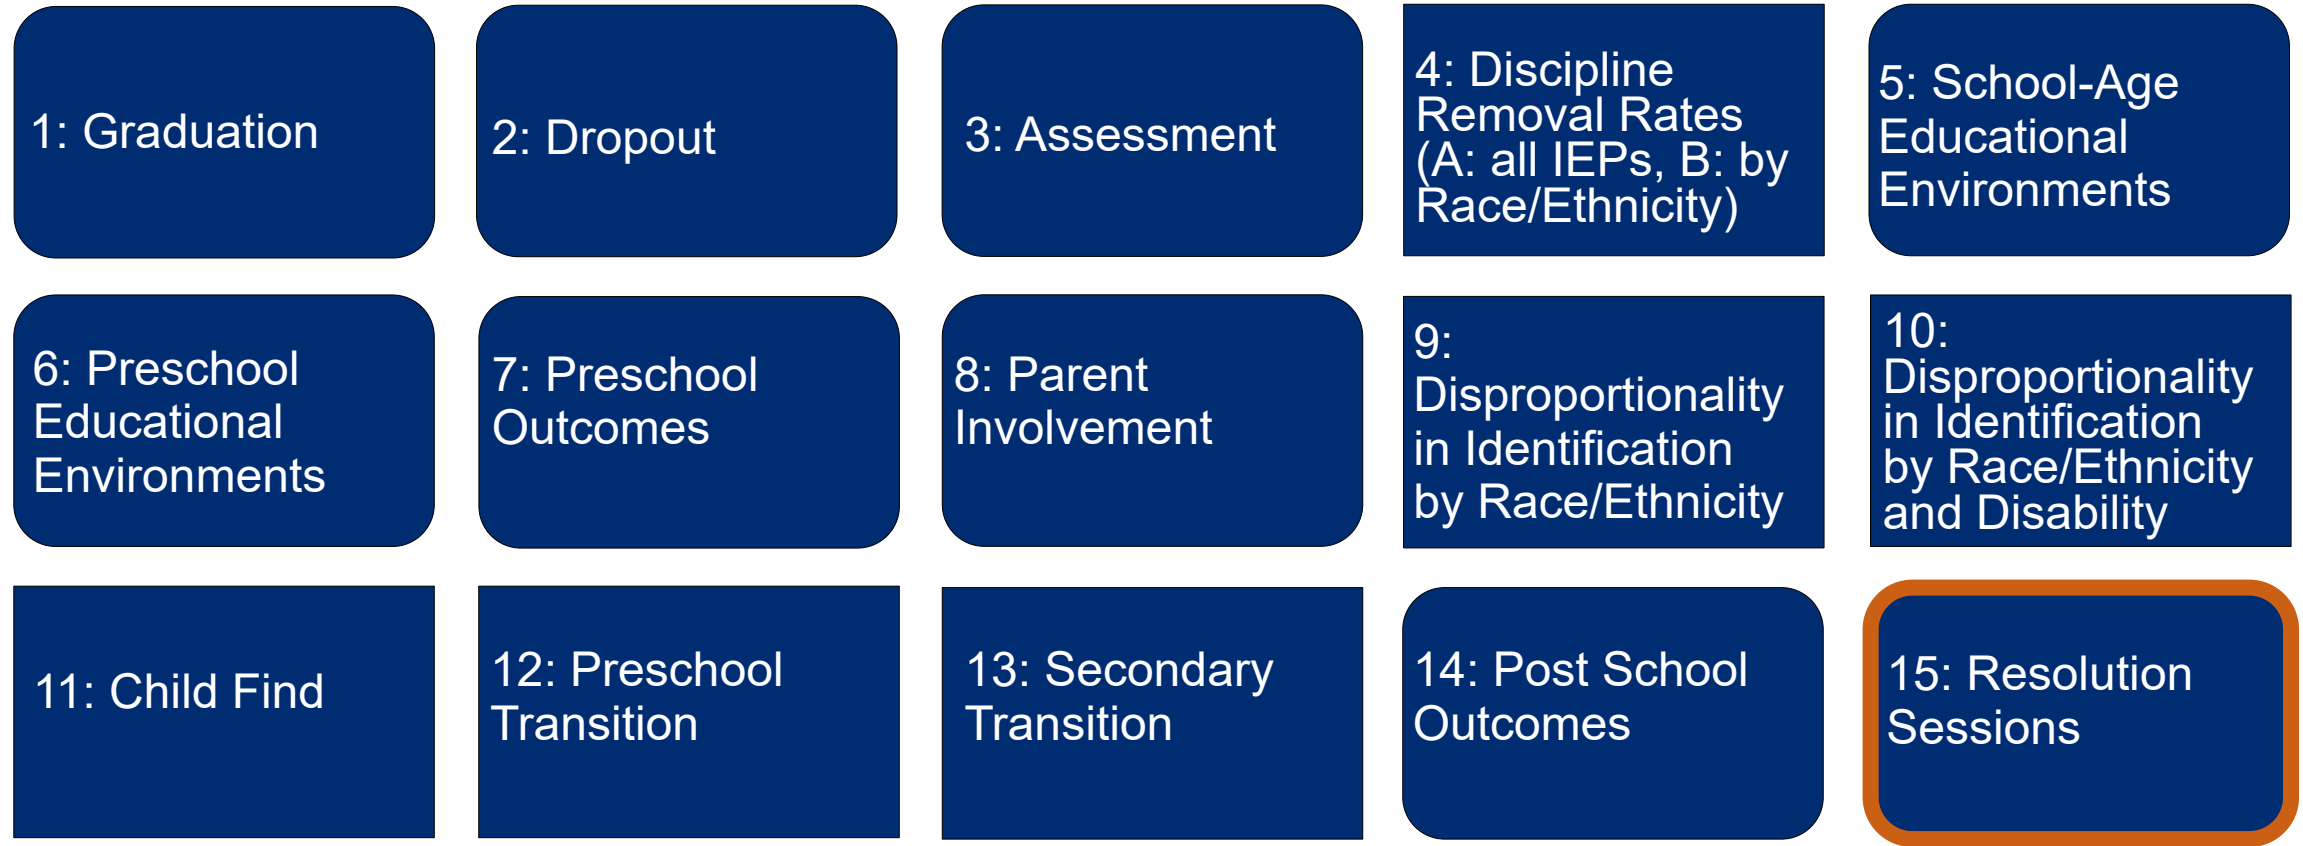 1: Graduation
2: Dropout
3: Assessment
4: Discipline
Removal Rates
(A: all IEPs, B: by
Race/Ethnicity)
5: School-Age
Educational
Environments
6: Preschool
Educational
Environments
7: Preschool
Outcomes
8: Parent
Involvement
9:
Disproportionality
in Identification
by Race/Ethnicity
10:
Disproportionality
in Identification
by Race/Ethnicity
and Disability
11: Child Find
12: Preschool
Transition
13: Secondary
Transition
14: Post School
Outcomes
15: Resolution
Sessions